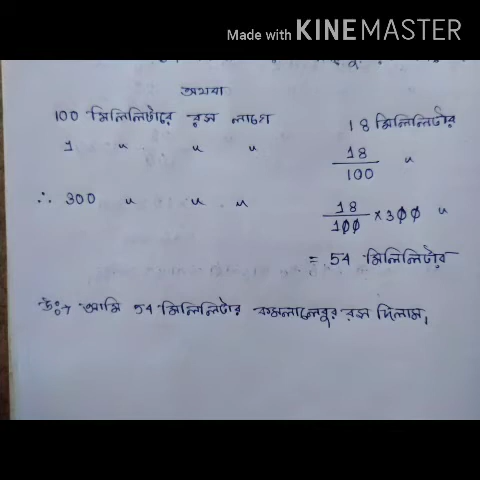 Made with KINEMASTER
অথবা
100 মিলিলিটারে রস লাগে 18 মিলিলিটার
1 " " " 18/100 "
∴ 300 " " " 18/100 × 300 "
= 54 মিলিলিটার
উঃ→ আমি 54 মিলিলিটার কমলালেবুর রস দিলাম,